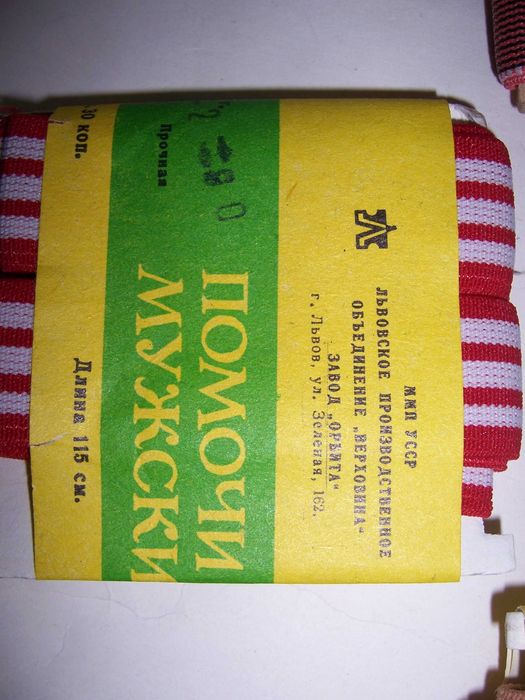 ММП УССР
ЛЬВОВСКОЕ ПРОИЗВОДСТВЕННОЕ
ОБЪЕДИНЕНИЕ „ВЕРХОВИНА“
ЗАВОД „ОРЬИТА“
г. Львов, ул. Зеленая, 162.
ПОМОЧИ
МУЖСКИ
Прочная
30 коп.
Длина 115 см.